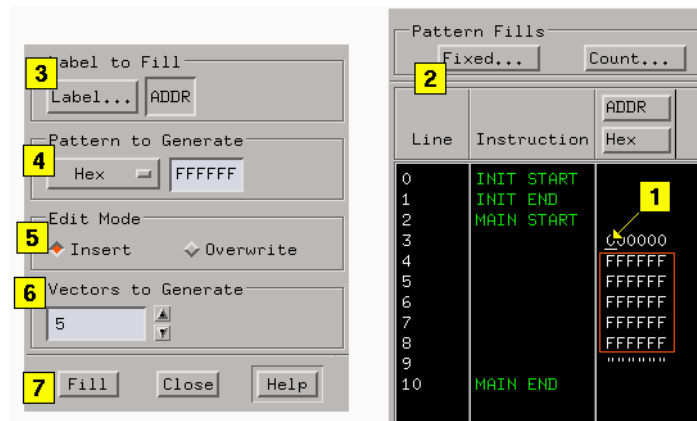 3
Label to Fill
Label... ADDR
4
Pattern to Generate
Hex FFFFFF
5
Edit Mode
Insert Overwrite
6
Vectors to Generate
5
7
Fill Close Help
Pattern Fills
Fixed... Count...
2
ADDR
Line Instruction Hex
0 INIT START
1 INIT END
2 MAIN START
1
3 000000
4 FFFFFF
5 FFFFFF
6 FFFFFF
7 FFFFFF
8 FFFFFF
9 """"""
10 MAIN END